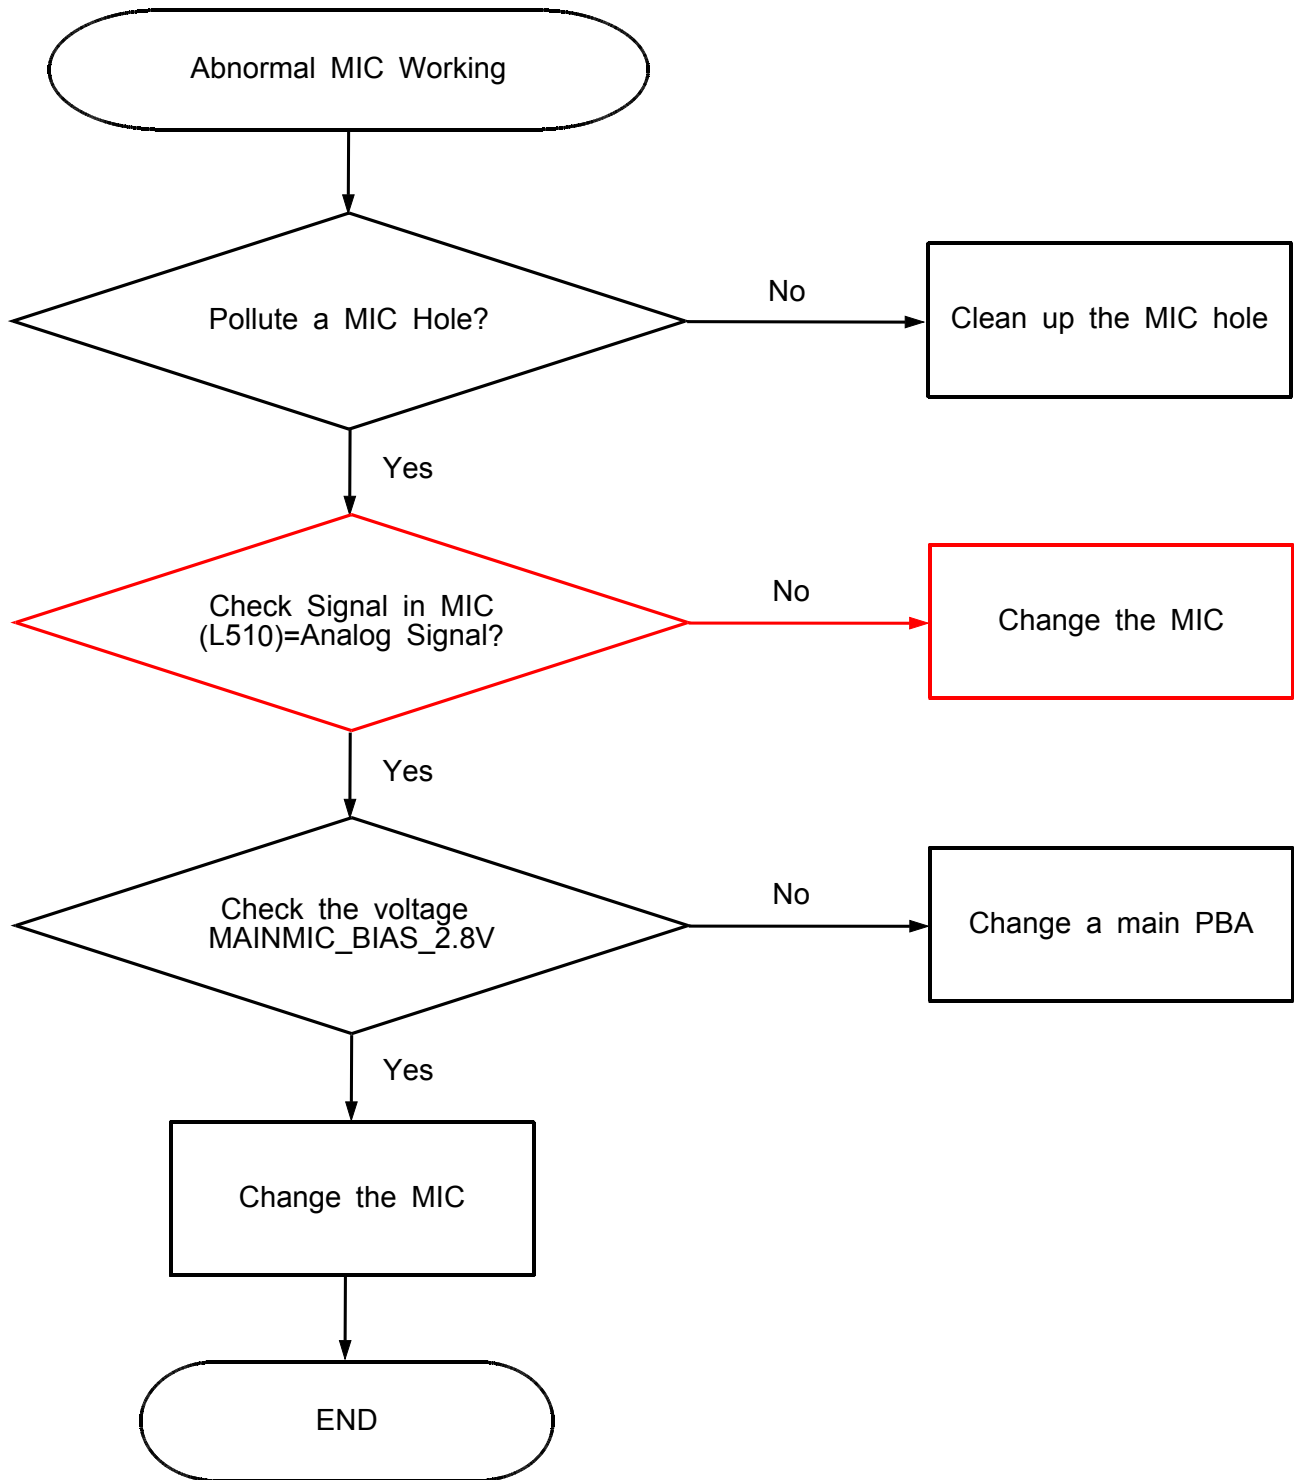 Abnormal MIC Working
Pollute a MIC Hole?
No
Clean up the MIC hole
Yes
Check Signal in MIC
(L510)=Analog Signal?
No
Change the MIC
Yes
Check the voltage
MAINMIC_BIAS_2.8V
No
Change a main PBA
Yes
Change the MIC
END